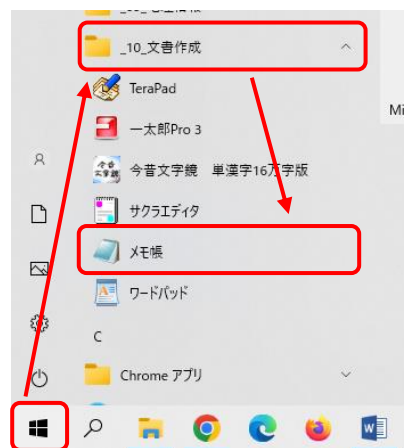 _10_文書作成
TeraPad
一太郎Pro 3
今昔文字鏡 単漢字16万字版
サクラエディタ
メモ帳
ワードパッド
C
Chrome アプリ
Mi